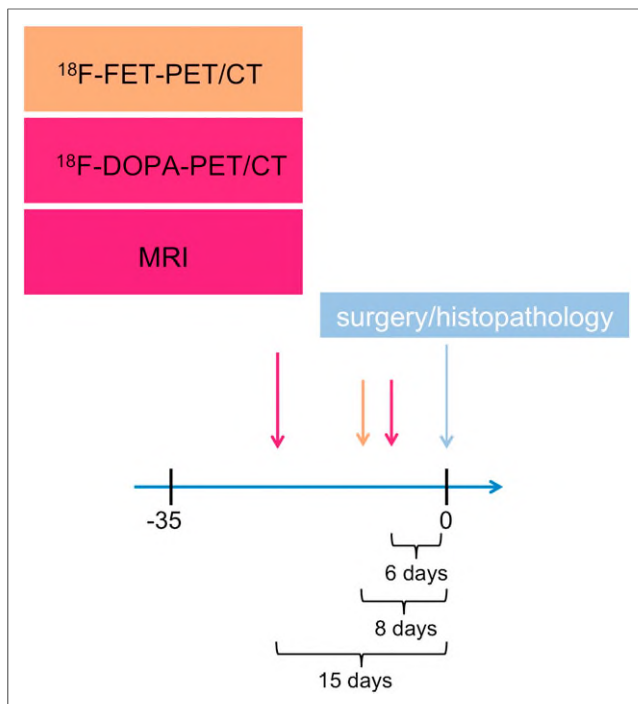 ¹⁸F-FET-PET/CT
¹⁸F-DOPA-PET/CT
MRI
surgery/histopathology
-35
0
6 days
8 days
15 days